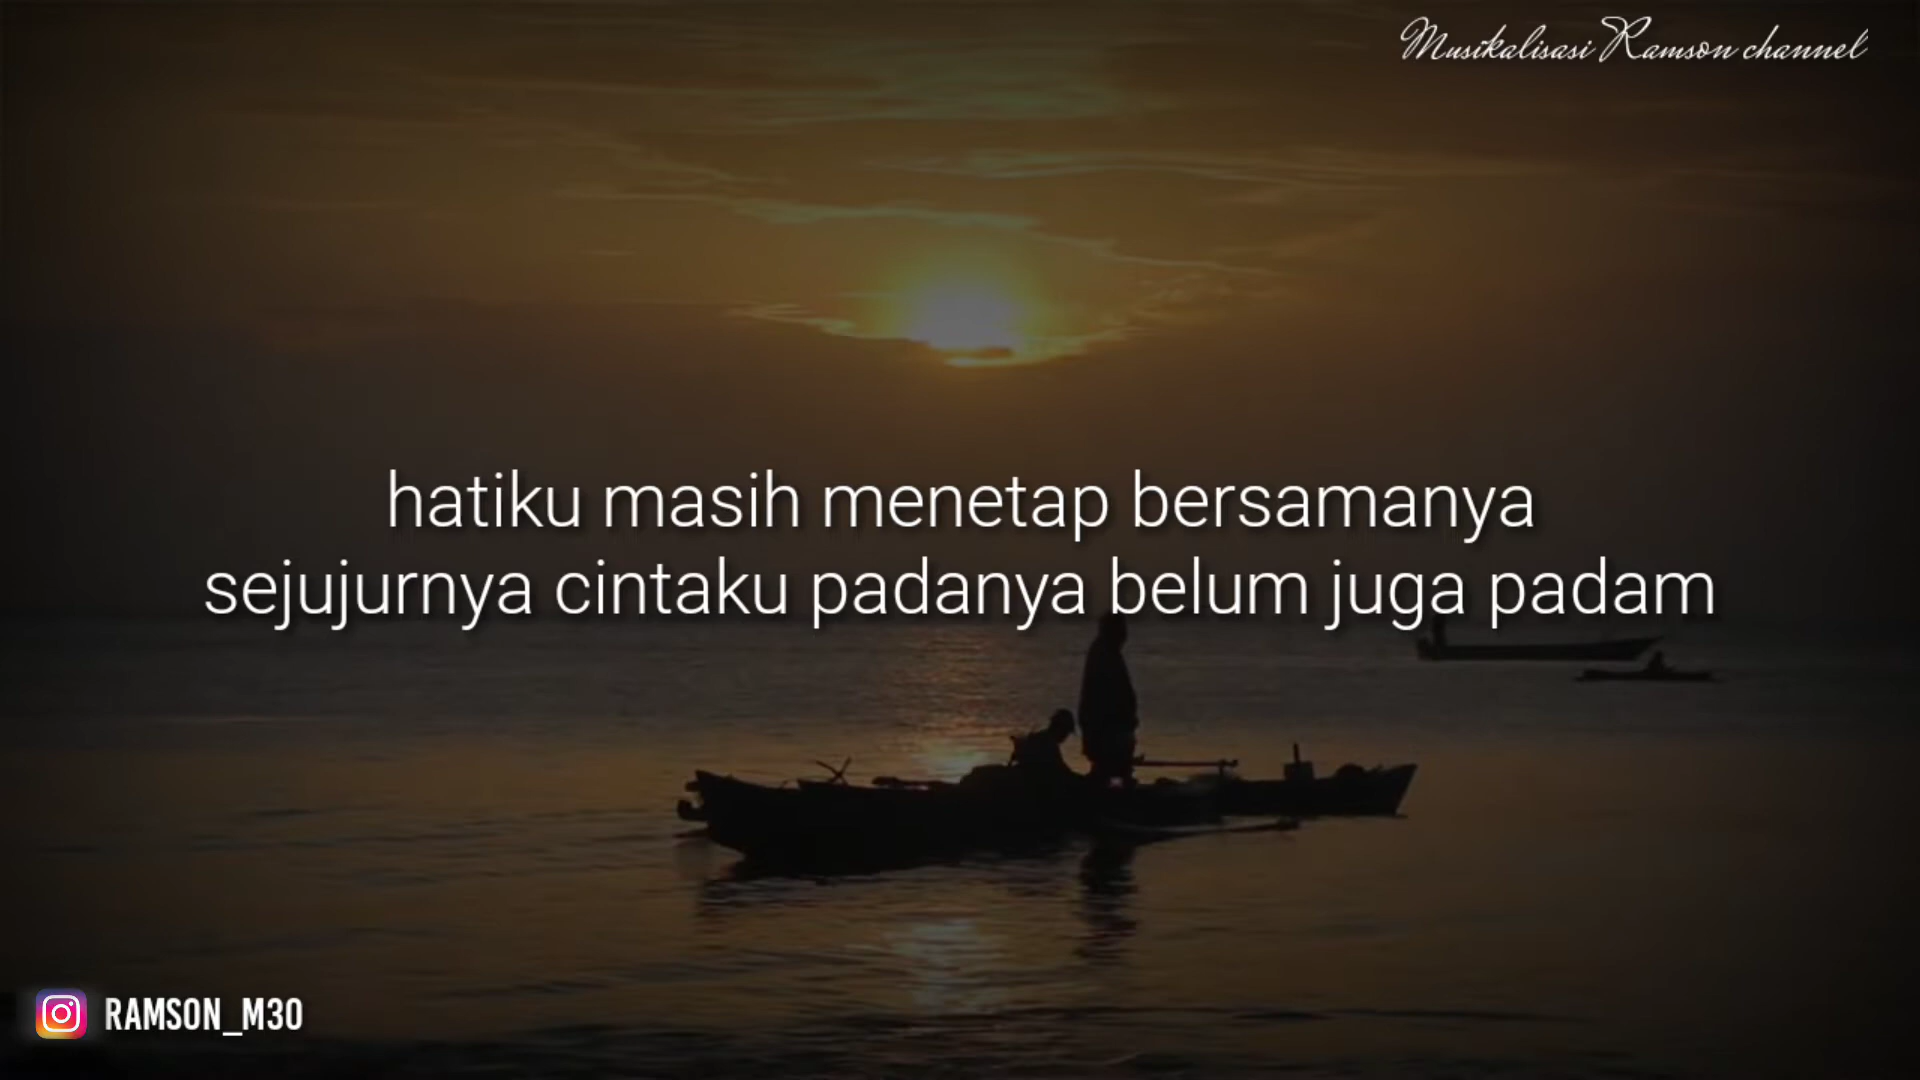 Musikalisasi Ramson channel
hatiku masih menetap bersamanya
sejujurnya cintaku padanya belum juga padam
RAMSON_M30